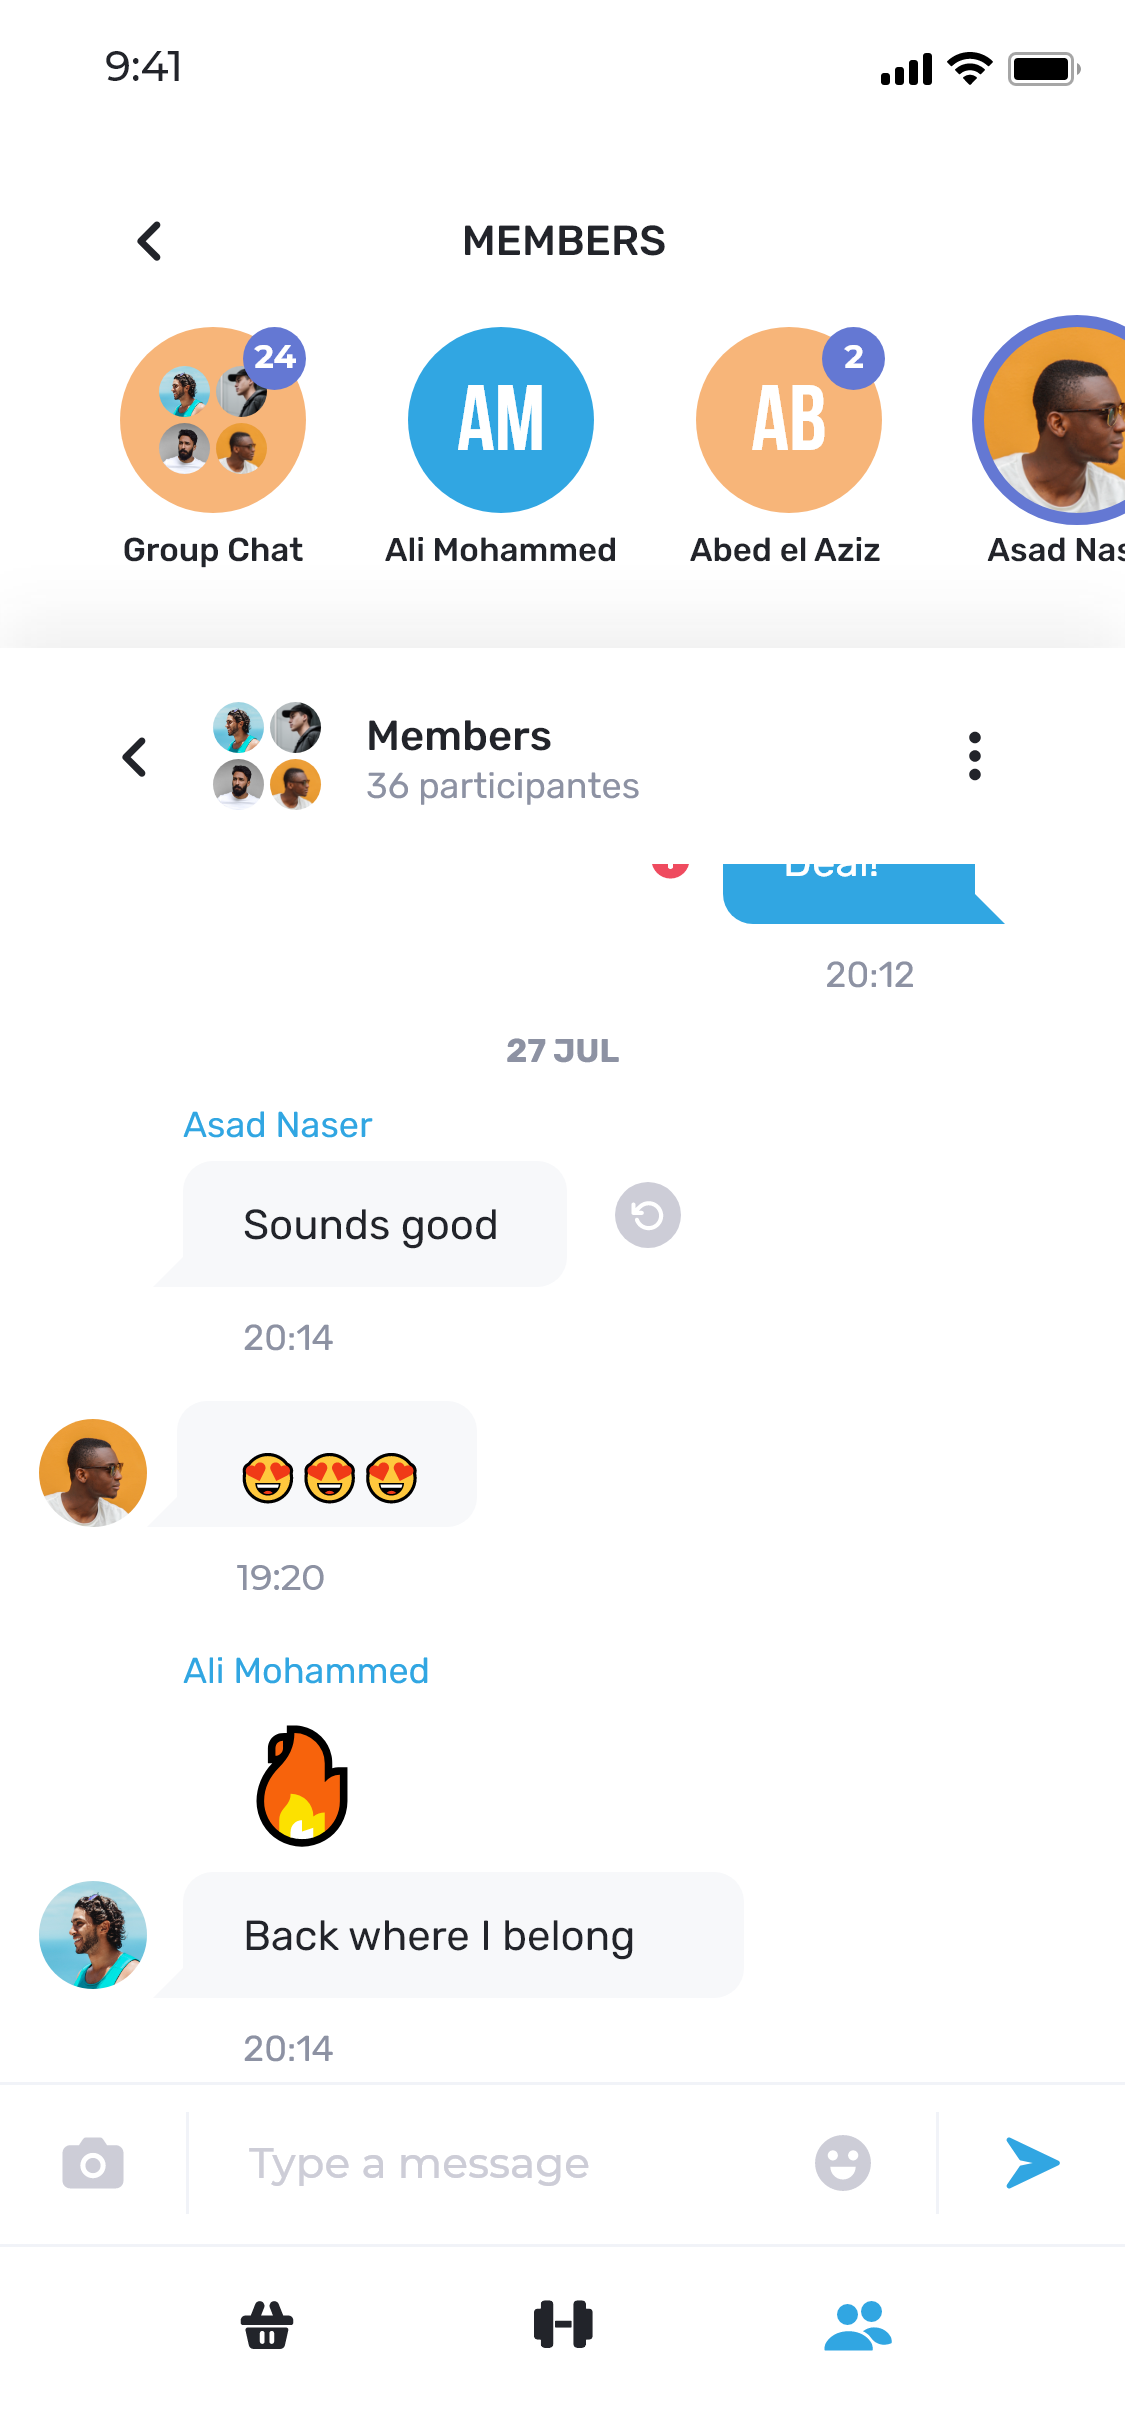 9:41
MEMBERS
24
AM
2
AB
Group Chat
Ali Mohammed
Abed el Aziz
Asad Nas
Members
36 participantes
Deal!
20:12
27 JUL
Asad Naser
Sounds good
20:14
😍😍😍
19:20
Ali Mohammed
🔥
Back where I belong
20:14
Type a message